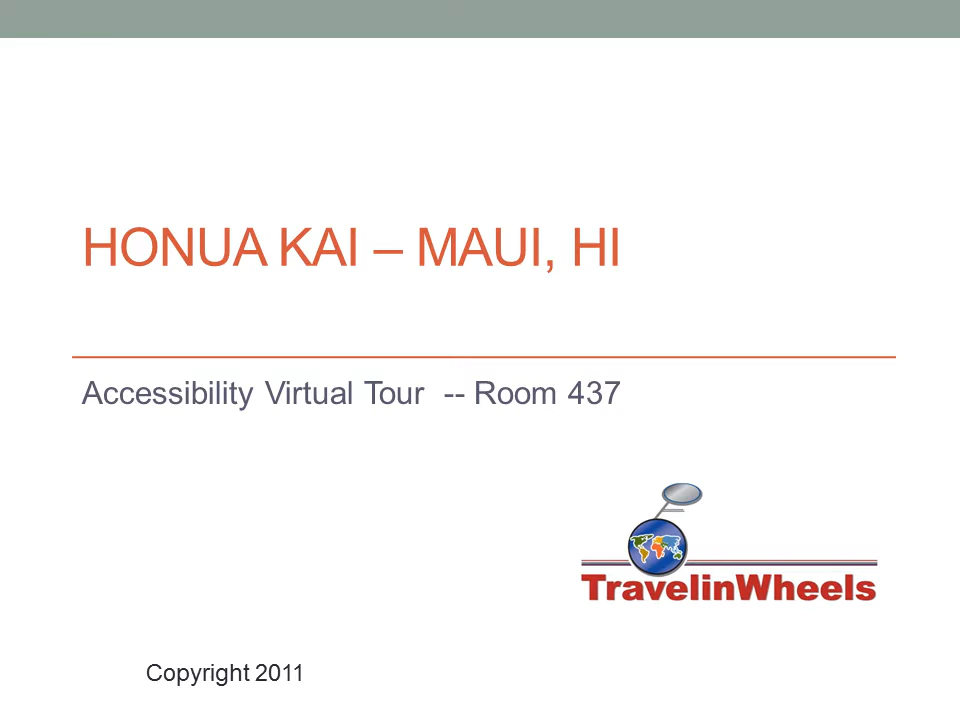 HONUA KAI – MAUI, HI
Accessibility Virtual Tour -- Room 437
TravelinWheels
Copyright 2011